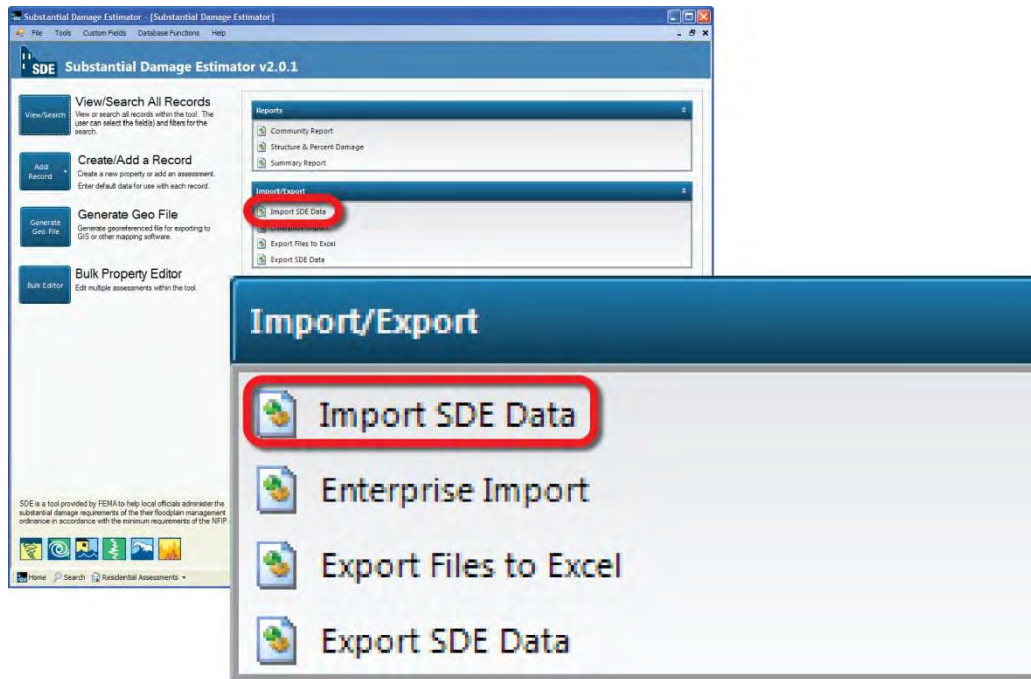 Substantial Damage Estimator - [Substantial Damage Estimator]
File Tools Custom Fields Database Functions Help
SDE Substantial Damage Estimator v2.0.1
View/Search
View/Search All Records
View or search all records within the tool. The
user can select the field(s) and filters for the
search.
Add
Record
Create/Add a Record
Create a new property or add an assessment.
Enter default data for use with each record.
Generate
Geo File
Generate Geo File
Generate georeferenced file for exporting to
GIS or other mapping software.
Bulk Editor
Bulk Property Editor
Edit multiple assessments within the tool.
Reports
Community Report
Structure & Percent Damage
Summary Report
Import/Export
Import SDE Data
Enterprise Import
Export Files to Excel
Export SDE Data
SDE is a tool provided by FEMA to help local officials administer the
substantial damage requirements of the their floodplain management
ordinance in accordance with the minimum requirements of the NFIP.
Home Search Residential Assessments
Import/Export
Import SDE Data
Enterprise Import
Export Files to Excel
Export SDE Data